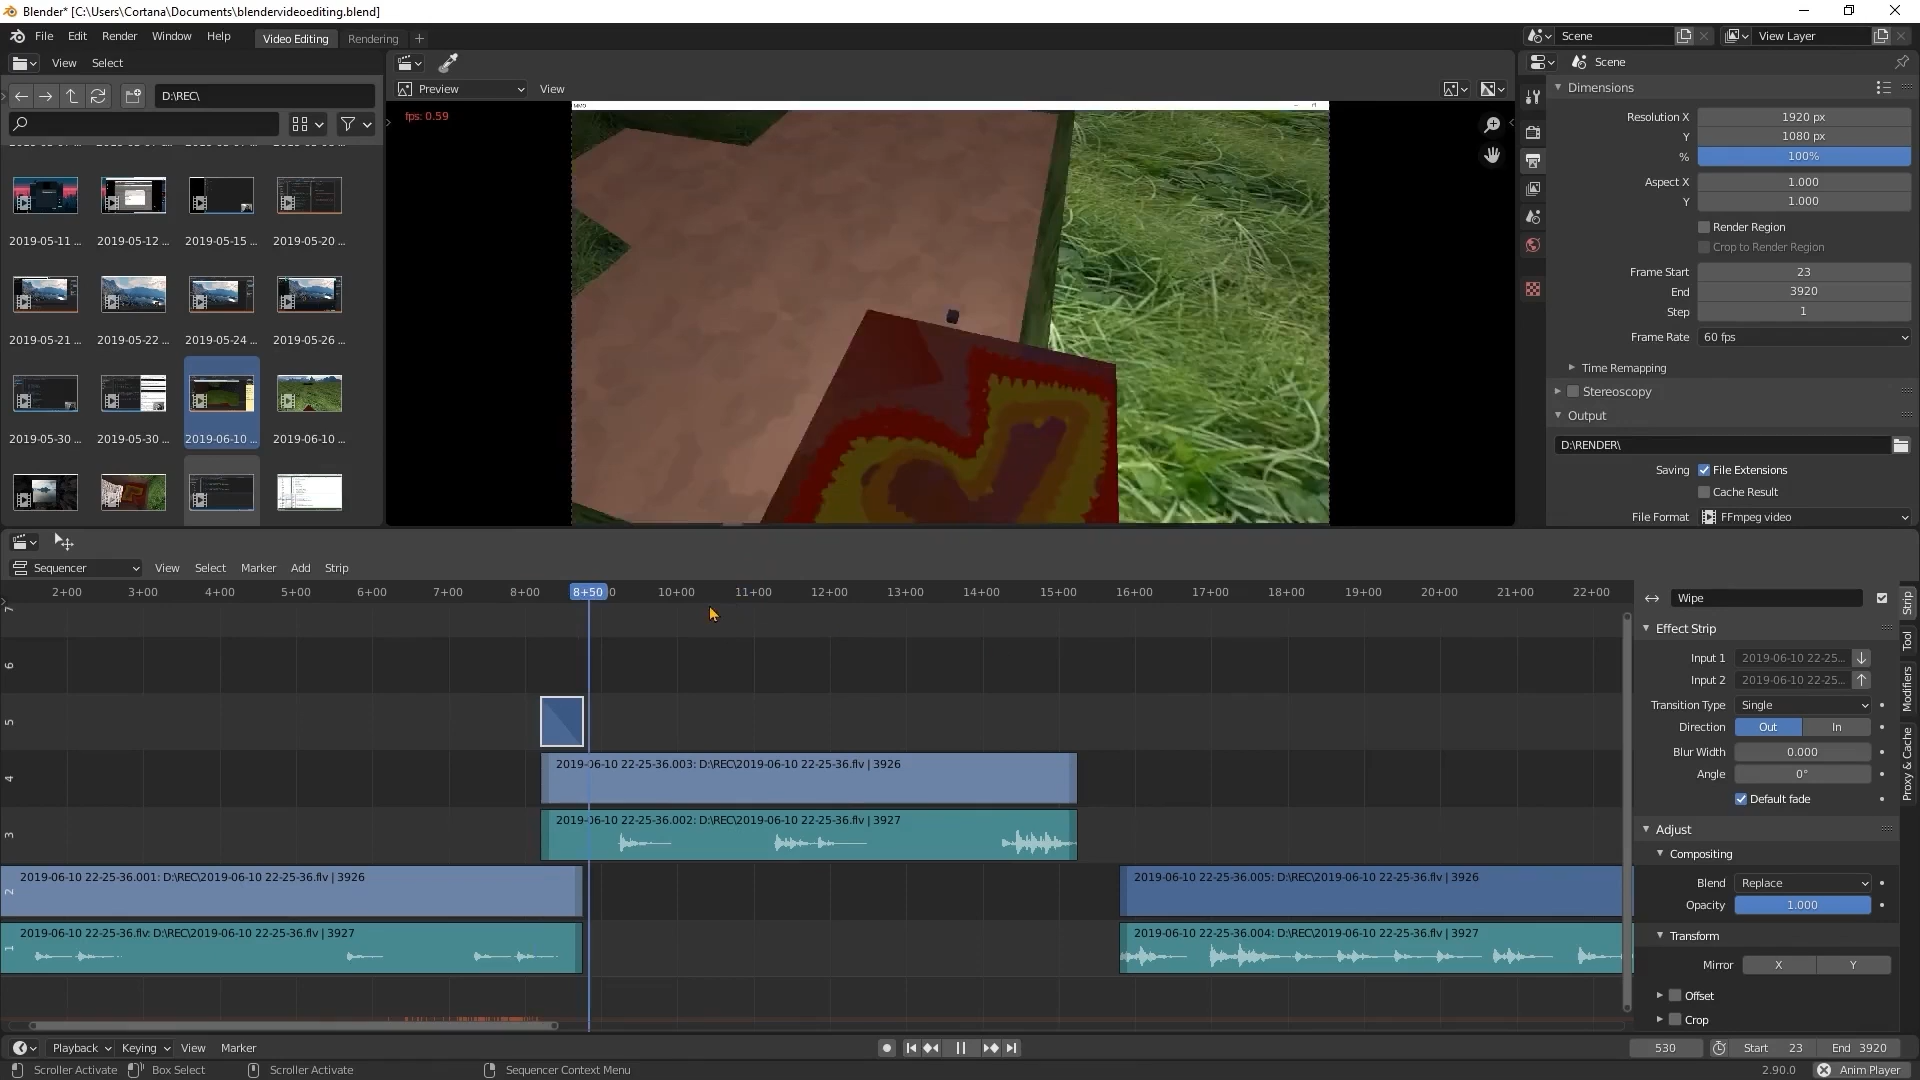 Blender* [C:\Users\Cortana\Documents\blendervideoediting.blend]
File Edit Render Window Help Video Editing Rendering +
Scene View Layer
View Select
Scene
D:\REC\
Preview View
fps: 0.59
Dimensions
Resolution X 1920 px
Y 1080 px
% 100%
Aspect X 1.000
Y 1.000
Render Region
Crop to Render Region
Frame Start 23
End 3920
Step 1
Frame Rate 60 fps
Time Remapping
Stereoscopy
Output
D:\RENDER\
Saving File Extensions
Cache Result
File Format FFmpeg video
2019-05-11 ... 2019-05-12 ... 2019-05-15 ... 2019-05-20 ...
2019-05-21 ... 2019-05-22 ... 2019-05-24 ... 2019-05-26 ...
2019-05-30 ... 2019-05-30 ... 2019-06-10 ... 2019-06-10 ...
Sequencer View Select Marker Add Strip
2+00 3+00 4+00 5+00 6+00 7+00 8+00 8+50 10+00 11+00 12+00 13+00 14+00 15+00 16+00 17+00 18+00 19+00 20+00 21+00 22+00
7
6
5
4
3
2
1
2019-06-10 22-25-36.003: D:\REC\2019-06-10 22-25-36.flv | 3926
2019-06-10 22-25-36.002: D:\REC\2019-06-10 22-25-36.flv | 3927
2019-06-10 22-25-36.001: D:\REC\2019-06-10 22-25-36.flv | 3926
2019-06-10 22-25-36.005: D:\REC\2019-06-10 22-25-36.flv | 3926
2019-06-10 22-25-36.flv: D:\REC\2019-06-10 22-25-36.flv | 3927
2019-06-10 22-25-36.004: D:\REC\2019-06-10 22-25-36.flv | 3927
Wipe
Effect Strip
Input 1 2019-06-10 22-25...
Input 2 2019-06-10 22-25...
Transition Type Single
Direction Out In
Blur Width 0.000
Angle 0°
Default fade
Adjust
Compositing
Blend Replace
Opacity 1.000
Transform
Mirror X Y
Offset
Crop
Strip
Tool
Modifiers
Proxy & Cache
Playback Keying View Marker
530 Start 23 End 3920
Scroller Activate Box Select Scroller Activate Sequencer Context Menu
2.90.0 Anim Player